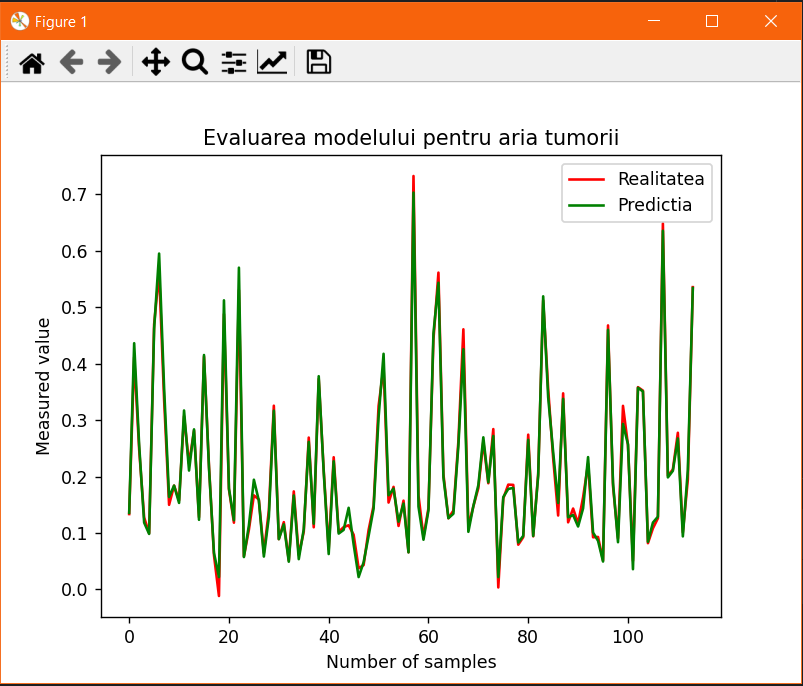 Figure 1
Evaluarea modelului pentru aria tumorii
Realitatea
Predictia
0.7
0.6
0.5
0.4
0.3
0.2
0.1
0.0
Measured value
0 20 40 60 80 100
Number of samples